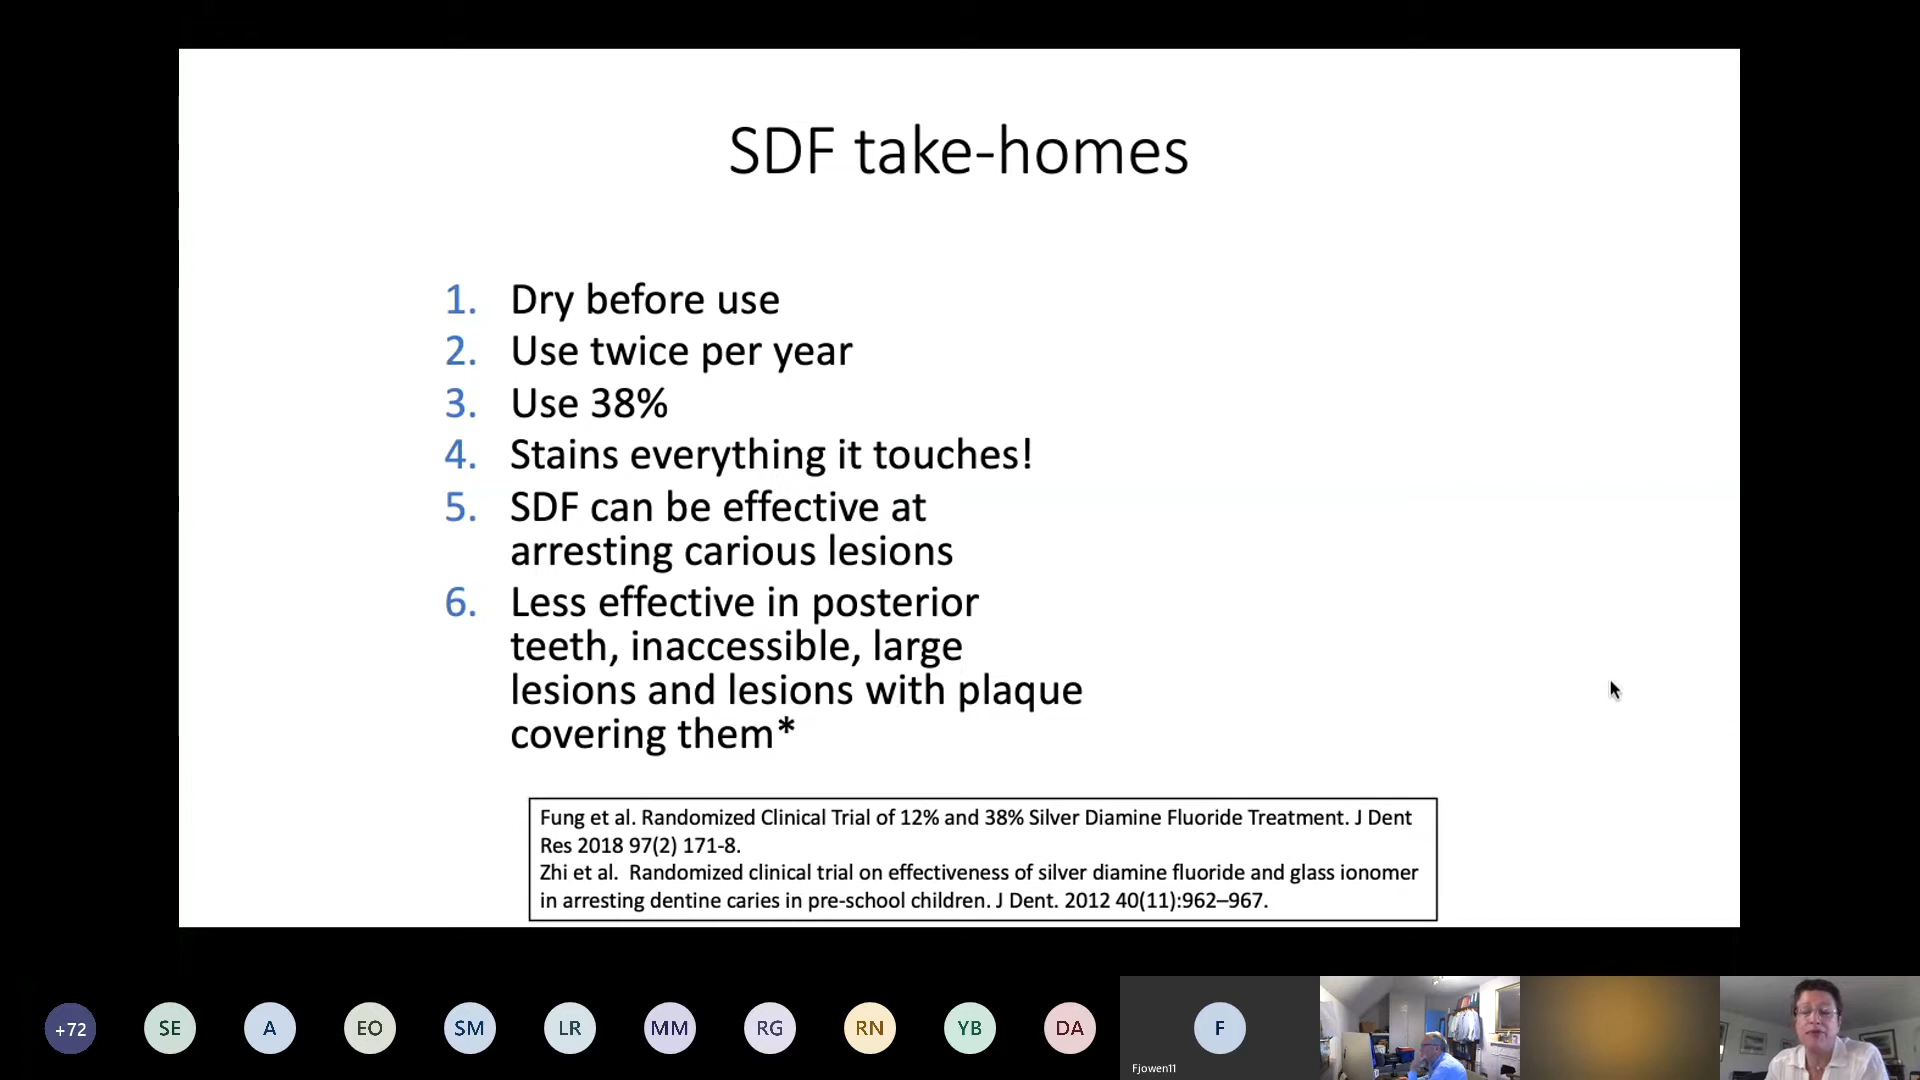 SDF take-homes
1. Dry before use
2. Use twice per year
3. Use 38%
4. Stains everything it touches!
5. SDF can be effective at
arresting carious lesions
6. Less effective in posterior
teeth, inaccessible, large
lesions and lesions with plaque
covering them*
Fung et al. Randomized Clinical Trial of 12% and 38% Silver Diamine Fluoride Treatment. J Dent
Res 2018 97(2) 171-8.
Zhi et al. Randomized clinical trial on effectiveness of silver diamine fluoride and glass ionomer
in arresting dentine caries in pre-school children. J Dent. 2012 40(11):962–967.
+72 SE A EO SM LR MM RG RN YB DA F
Fjowen11